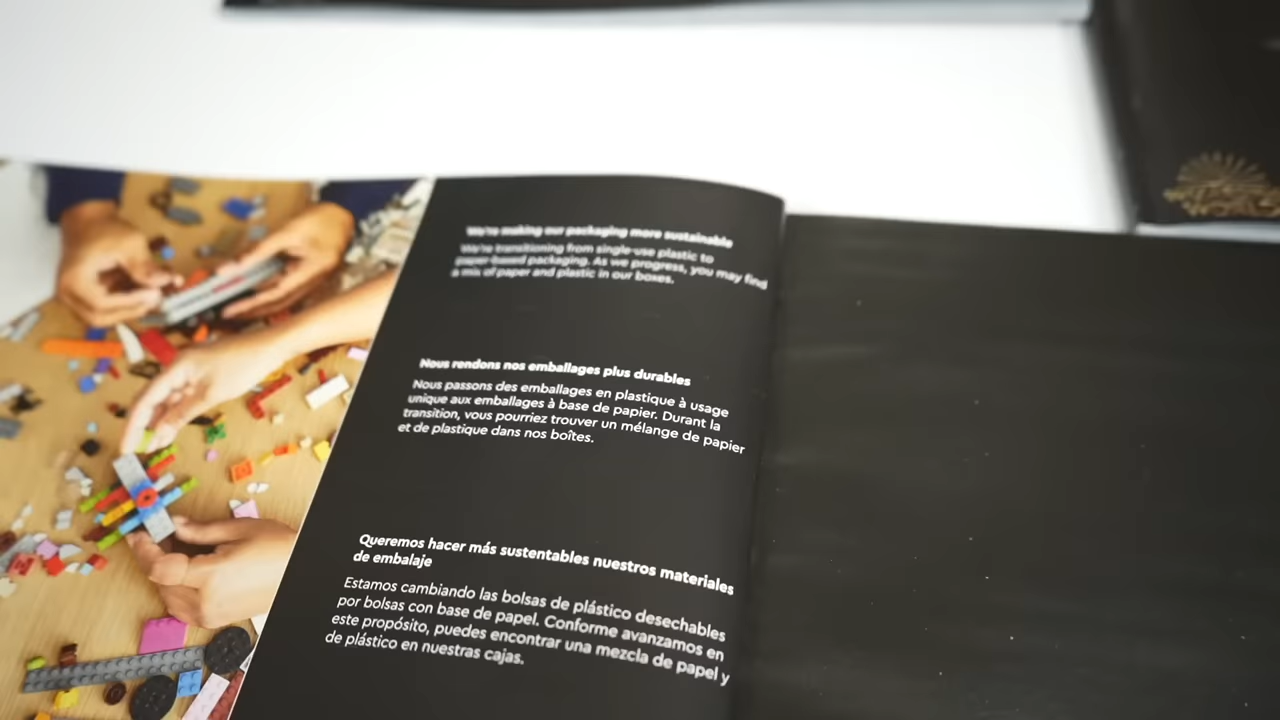 We're making our packaging more sustainable
We're transitioning from single-use plastic to
paper-based packaging. As we progress, you may find
a mix of paper and plastic in our boxes.
Nous rendons nos emballages plus durables
Nous passons des emballages en plastique à usage
unique aux emballages à base de papier. Durant la
transition, vous pourriez trouver un mélange de papier
et de plastique dans nos boîtes.
Queremos hacer más sustentables nuestros materiales
de embalaje
Estamos cambiando las bolsas de plástico desechables
por bolsas con base de papel. Conforme avanzamos en
este propósito, puedes encontrar una mezcla de papel y
de plástico en nuestras cajas.